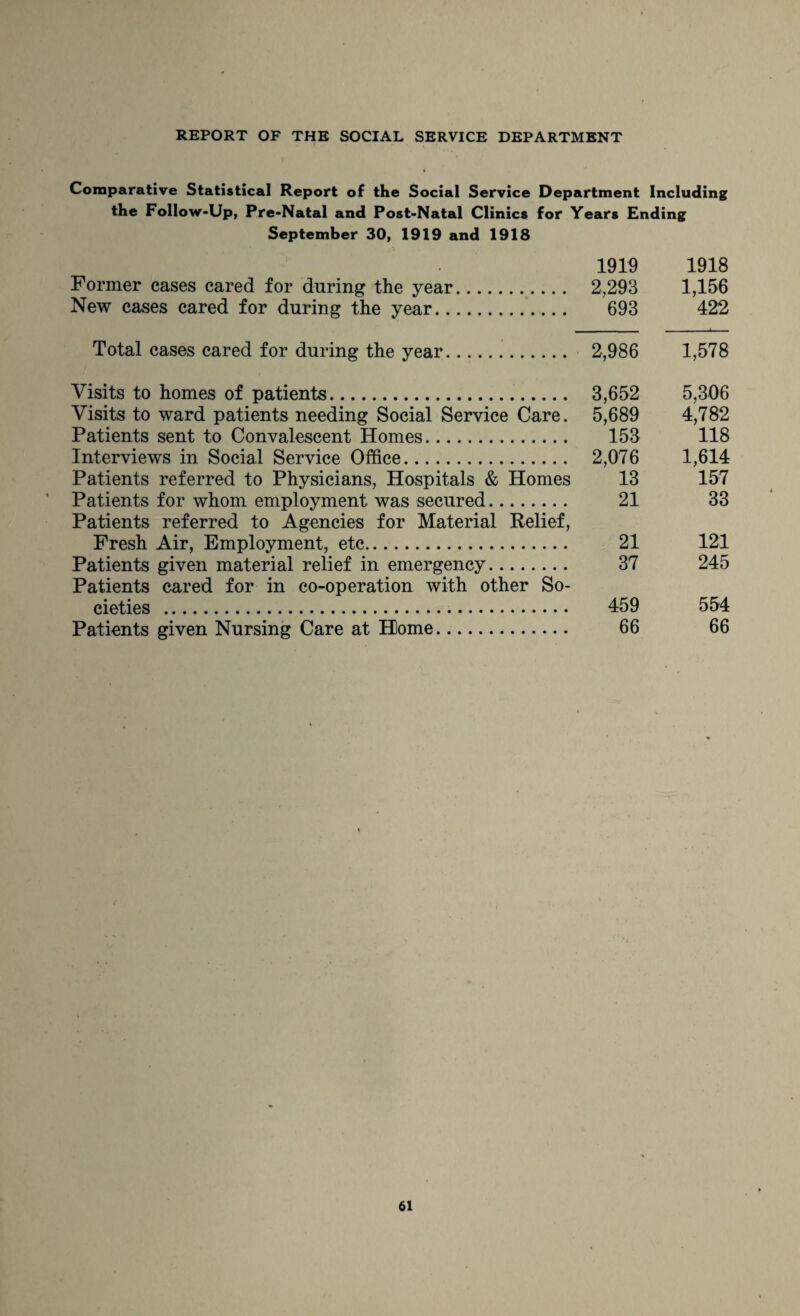 REPORT OF THE SOCIAL SERVICE DEPARTMENT
Comparative Statistical Report of the Social Service Department Including
the Follow-Up, Pre-Natal and Post-Natal Clinics for Years Ending
September 30, 1919 and 1918
1919 1918
Former cases cared for during the year........... 2,293 1,156
New cases cared for during the year............. 693 422
Total cases cared for during the year............ 2,986 1,578
Visits to homes of patients....................... 3,652 5,306
Visits to ward patients needing Social Service Care. 5,689 4,782
Patients sent to Convalescent Homes.............. 153 118
Interviews in Social Service Office................ 2,076 1,614
Patients referred to Physicians, Hospitals & Homes 13 157
Patients for whom employment was secured........ 21 33
Patients referred to Agencies for Material Relief,
Fresh Air, Employment, etc.................... 21 121
Patients given material relief in emergency........ 37 245
Patients cared for in co-operation with other So-
cieties ....................................... 459 554
Patients given Nursing Care at Home............. 66 66
61